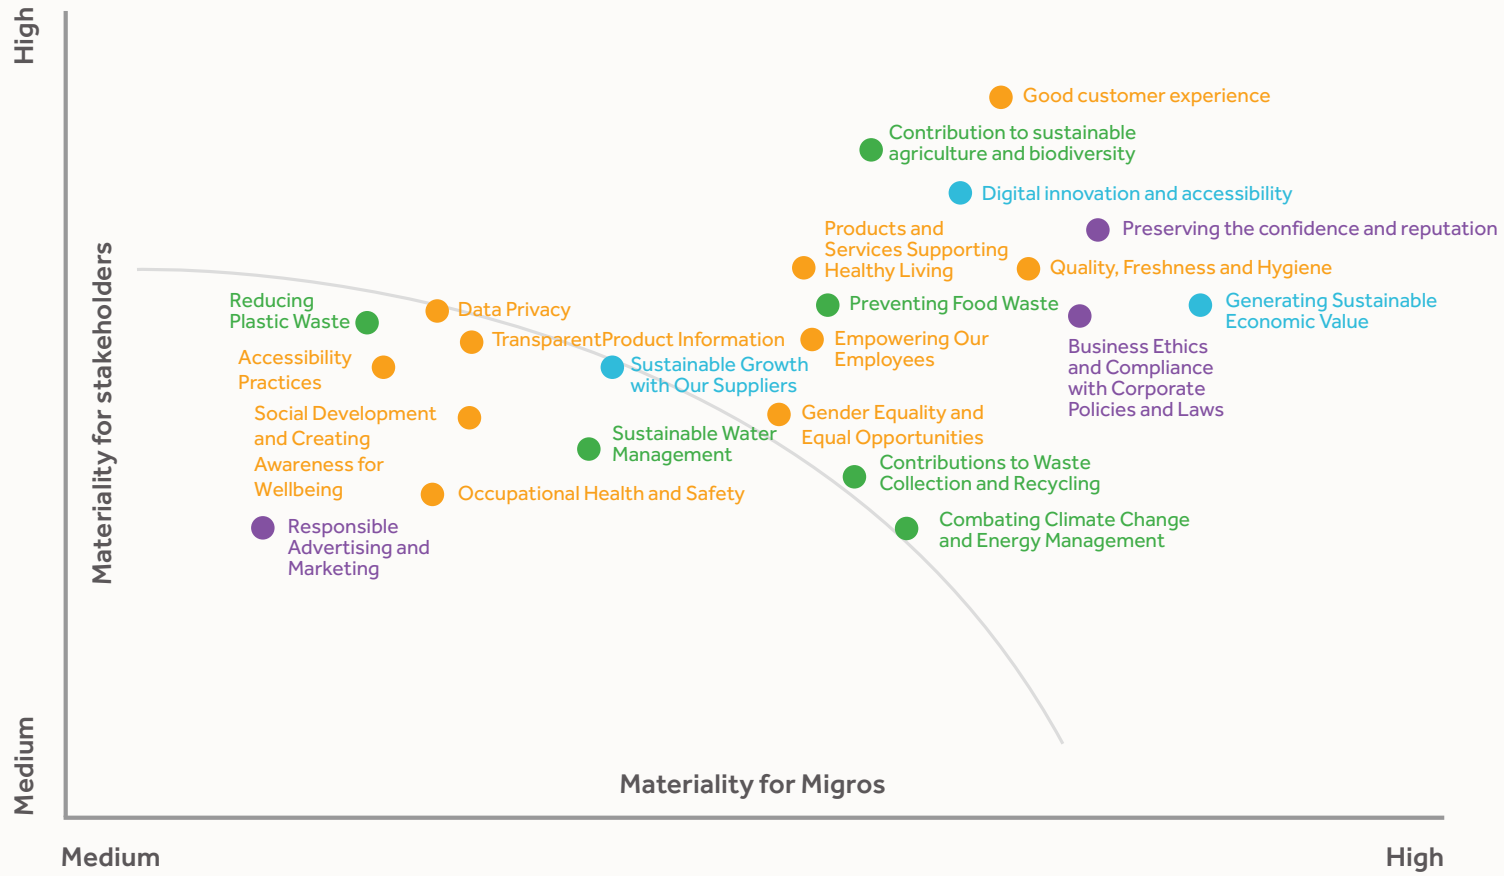 High
Good customer experience
Contribution to sustainable
agriculture and biodiversity
Digital innovation and accessibility
Products and
Services Supporting
Healthy Living
Preserving the confidence and reputation
Quality, Freshness and Hygiene
Reducing
Plastic Waste
Data Privacy
Preventing Food Waste
Generating Sustainable
Economic Value
TransparentProduct Information
Empowering Our
Employees
Business Ethics
and Compliance
with Corporate
Policies and Laws
Accessibility
Practices
Sustainable Growth
with Our Suppliers
Social Development
and Creating
Awareness for
Wellbeing
Gender Equality and
Equal Opportunities
Sustainable Water
Management
Contributions to Waste
Collection and Recycling
Occupational Health and Safety
Responsible
Advertising and
Marketing
Combating Climate Change
and Energy Management
Materiality for stakeholders
Medium
Materiality for Migros
Medium
High